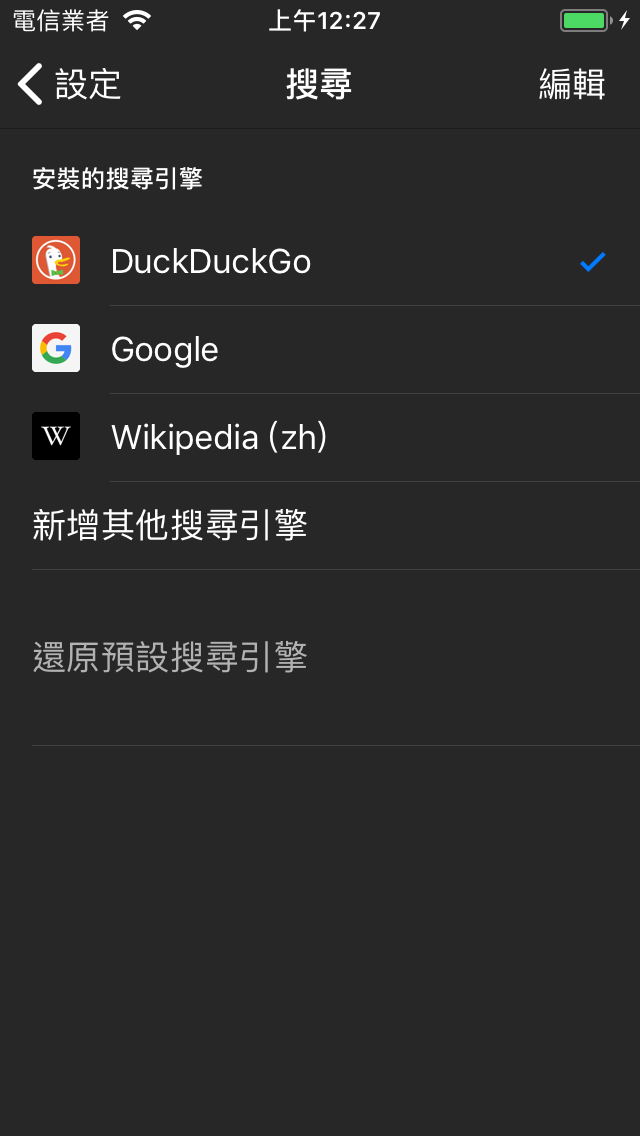 電信業者 上午12:27
設定 搜尋 編輯
安裝的搜尋引擎
DuckDuckGo
Google
W Wikipedia (zh)
新增其他搜尋引擎
還原預設搜尋引擎